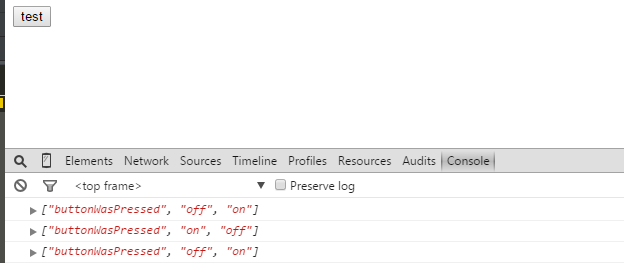 test
Elements Network Sources Timeline Profiles Resources Audits Console
<top frame> Preserve log
["buttonWasPressed", "off", "on"]
["buttonWasPressed", "on", "off"]
["buttonWasPressed", "off", "on"]